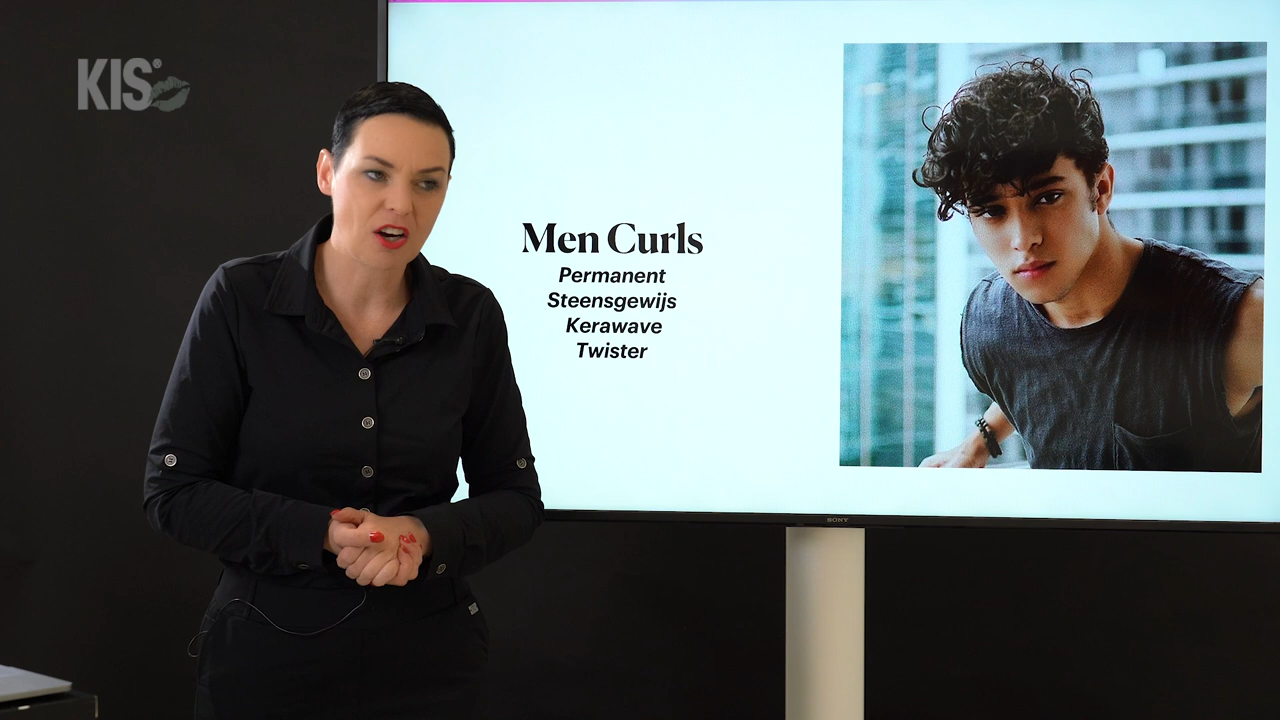 KIS®
Men Curls
Permanent
Steensgewijs
Kerawave
Twister
SONY